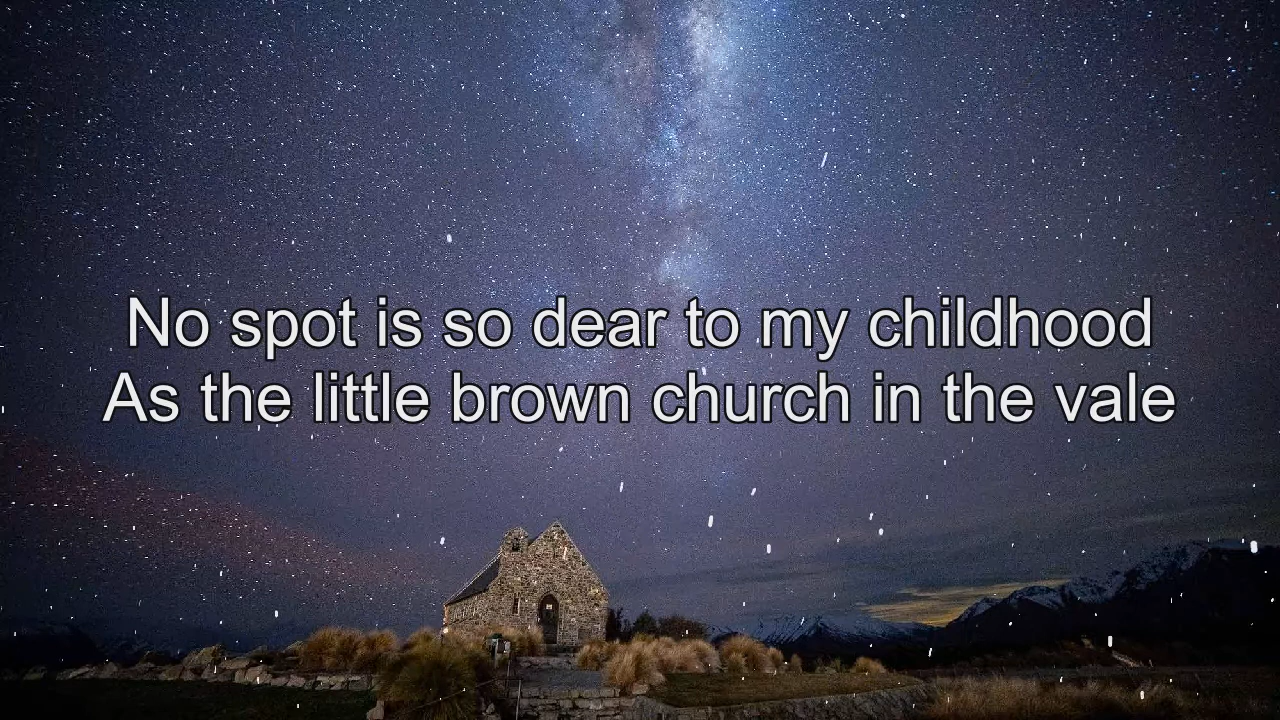 No spot is so dear to my childhood
As the little brown church in the vale